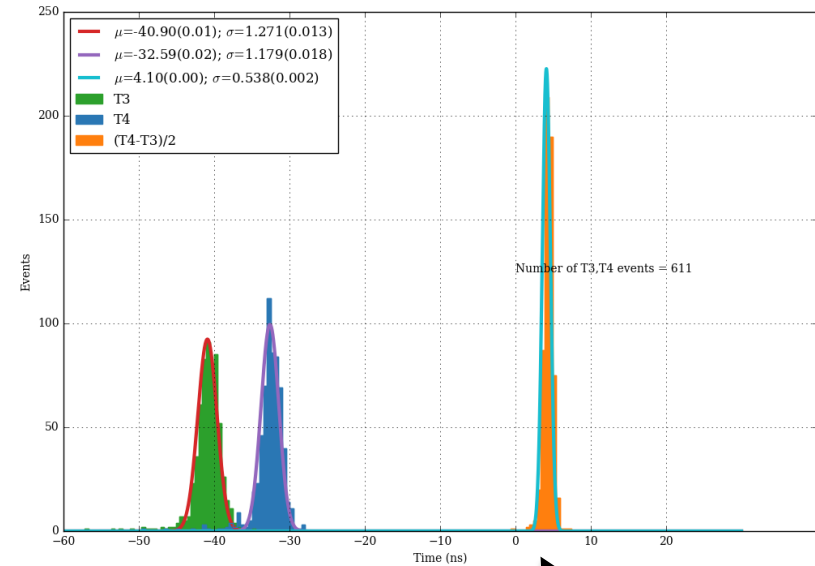 250
200
150
100
50
0
Events
μ=-40.90(0.01); σ=1.271(0.013)
μ=-32.59(0.02); σ=1.179(0.018)
μ=4.10(0.00); σ=0.538(0.002)
T3
T4
(T4-T3)/2
Number of T3,T4 events = 611
−60 −50 −40 −30 −20 −10 0 10 20
Time (ns)